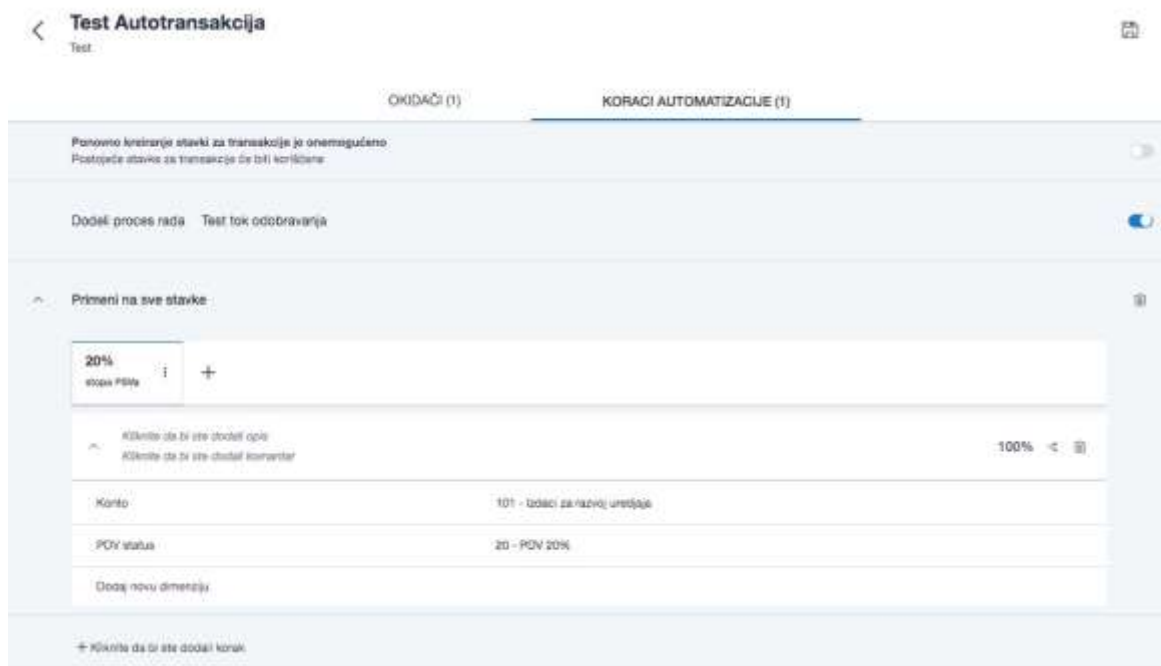 Test Autotransakcija
Test
OKIDAČI (1) KORACI AUTOMATIZACIJE (1)
Ponovno kreiranje stavki za transakcije je onemogućeno
Postojeće stavke za transakcije će biti korišćene
Dodeli proces rada Test tok odobravanja
Primeni na sve stavke
20%
stopa PSMa
Kliknite da bi ste dodali opis
100%
Kliknite da bi ste dodali komentar
Konto 101 - Izdaci za razvoj uredjaja
PDV status 20 - PDV 20%
Dodaj novu dimenziju
+ Kliknite da bi ste dodali korak